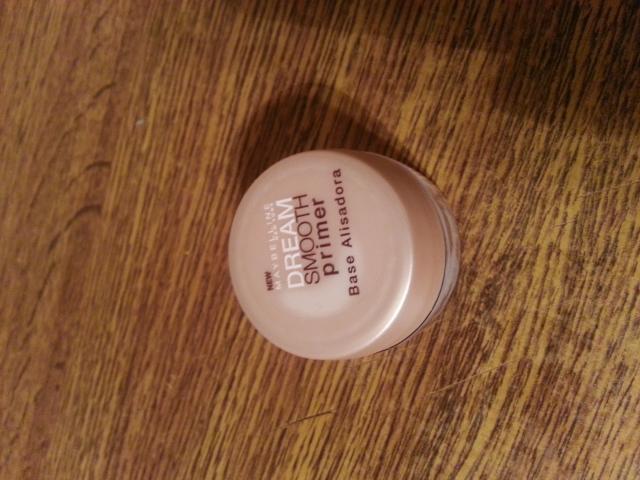 NEW
MAYBELLINE
DREAM
SMOOTH
primer
Base Alisadora